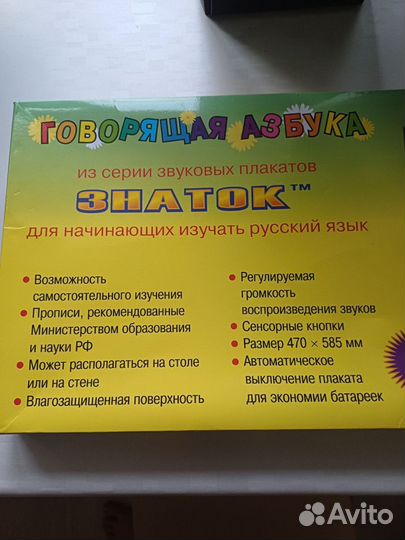 ГОВОРЯЩАЯ АЗБУКА
из серии звуковых плакатов
ЗНАТОК™
для начинающих изучать русский язык
• Возможность
самостоятельного изучения
• Прописи, рекомендованные
Министерством образования
и науки РФ
• Может располагаться на столе
или на стене
• Влагозащищенная поверхность
• Регулируемая
громкость
воспроизведения звуков
• Сенсорные кнопки
• Размер 470 × 585 мм
• Автоматическое
выключение плаката
для экономии батареек
Avito